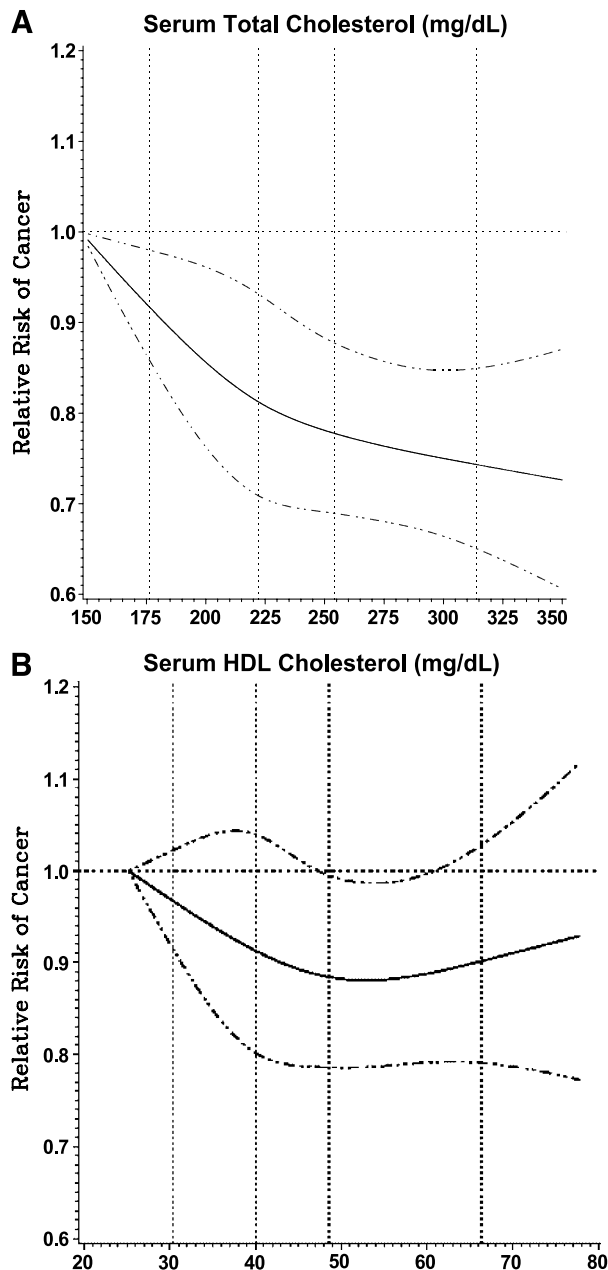 A Serum Total Cholesterol (mg/dL)
1.2
1.1
1.0
0.9
0.8
0.7
0.6
Relative Risk of Cancer
150 175 200 225 250 275 300 325 350
B Serum HDL Cholesterol (mg/dL)
1.2
1.1
1.0
0.9
0.8
0.7
0.6
Relative Risk of Cancer
20 30 40 50 60 70 80